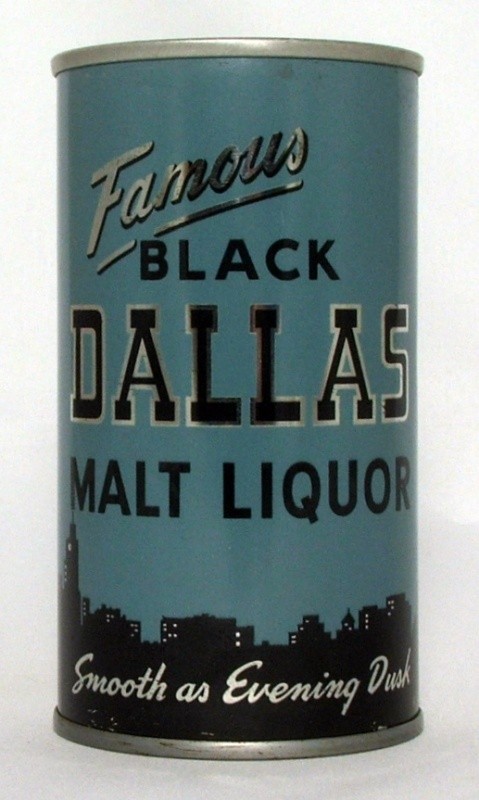 Famous
BLACK
DALLAS
MALT LIQUOR
Smooth as Evening Dusk